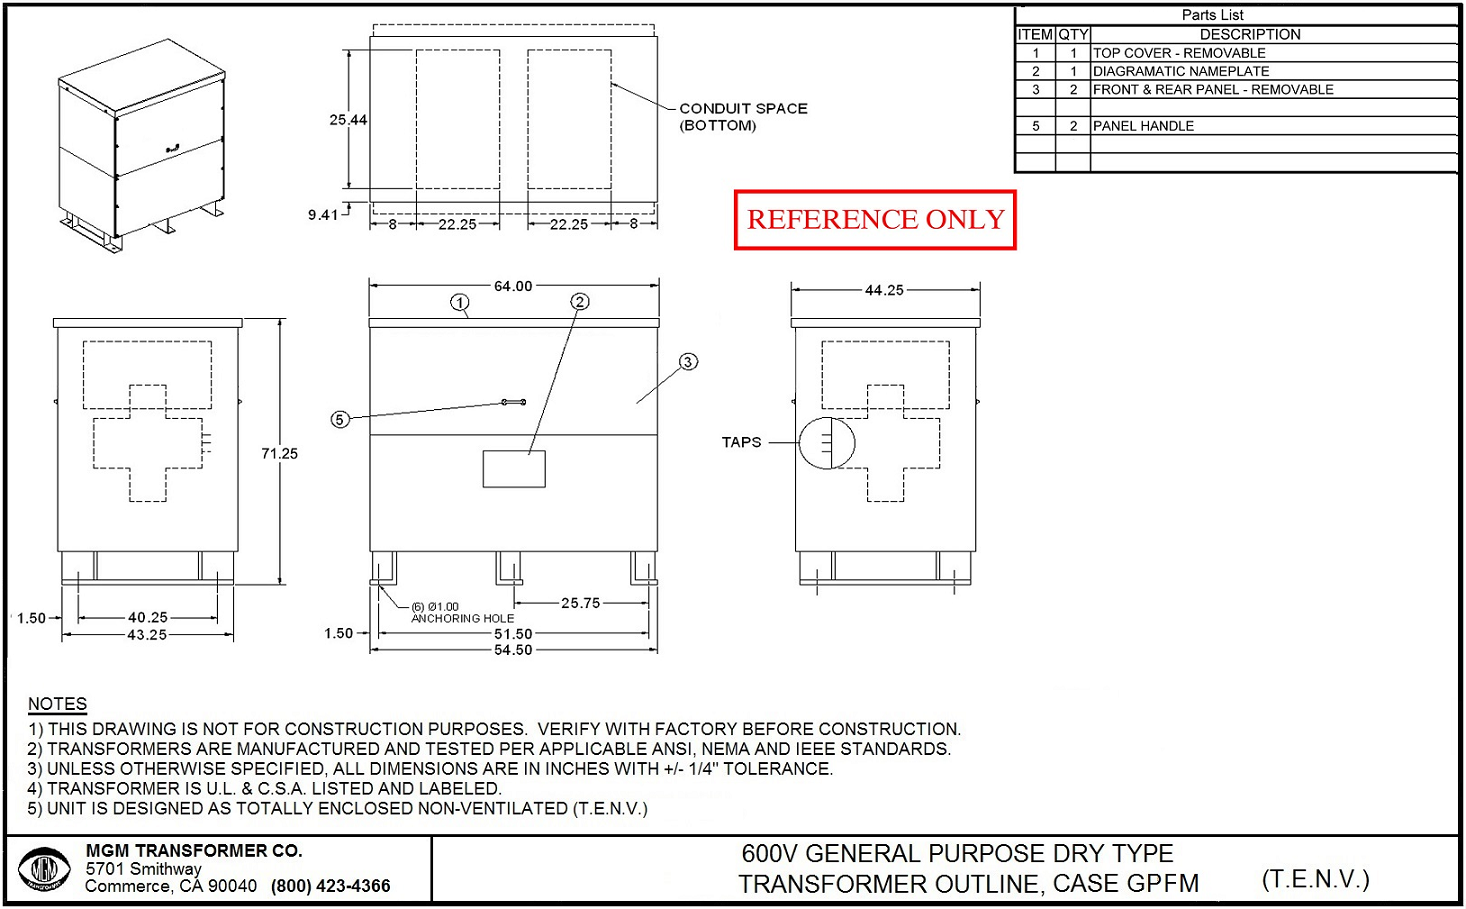 Parts List
ITEM QTY DESCRIPTION
1 1 TOP COVER - REMOVABLE
2 1 DIAGRAMATIC NAMEPLATE
3 2 FRONT & REAR PANEL - REMOVABLE
5 2 PANEL HANDLE
CONDUIT SPACE
(BOTTOM)
25.44
9.41
8 22.25 22.25 8
REFERENCE ONLY
64.00
44.25
1 2
3
5
71.25
TAPS
(6) Ø1.00
ANCHORING HOLE
25.75
1.50 40.25
43.25
1.50 51.50
54.50
NOTES
1) THIS DRAWING IS NOT FOR CONSTRUCTION PURPOSES. VERIFY WITH FACTORY BEFORE CONSTRUCTION.
2) TRANSFORMERS ARE MANUFACTURED AND TESTED PER APPLICABLE ANSI, NEMA AND IEEE STANDARDS.
3) UNLESS OTHERWISE SPECIFIED, ALL DIMENSIONS ARE IN INCHES WITH +/- 1/4" TOLERANCE.
4) TRANSFORMER IS U.L. & C.S.A. LISTED AND LABELED.
5) UNIT IS DESIGNED AS TOTALLY ENCLOSED NON-VENTILATED (T.E.N.V.)
MGM
TRANSFORMER
MGM TRANSFORMER CO.
5701 Smithway
Commerce, CA 90040 (800) 423-4366
600V GENERAL PURPOSE DRY TYPE
TRANSFORMER OUTLINE, CASE GPFM
(T.E.N.V.)